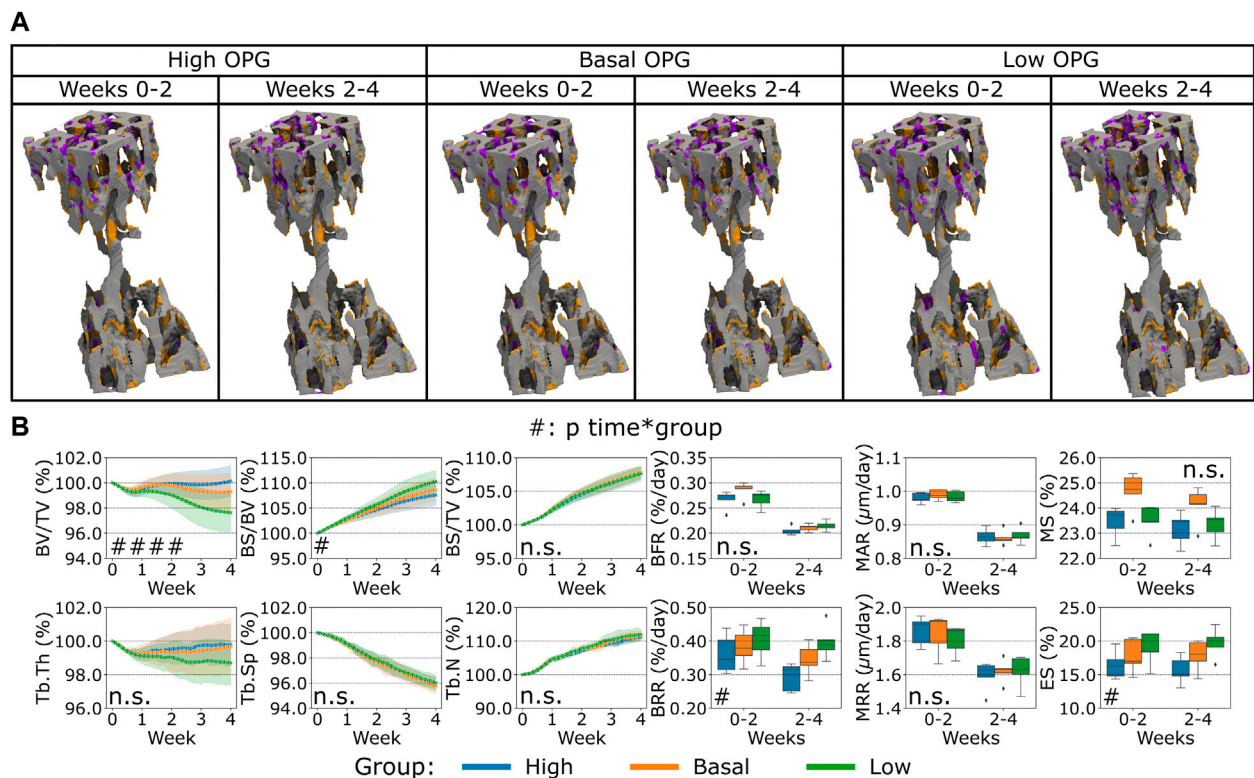 A
High OPG Basal OPG Low OPG
Weeks 0-2 Weeks 2-4 Weeks 0-2 Weeks 2-4 Weeks 0-2 Weeks 2-4
B
#: p time*group
BV/TV (%)
102.0
100.0
98.0
96.0
94.0
####
0 1 2 3 4
Week
BS/BV (%)
115.0
110.0
105.0
100.0
95.0
#
0 1 2 3 4
Week
BS/TV (%)
110.0
105.0
100.0
95.0
n.s.
0 1 2 3 4
Week
BFR (%/day)
0.35
0.30
0.25
0.20
0.15
n.s.
0-2 2-4
MAR (µm/day)
1.1
1.0
0.9
0.8
n.s.
0-2 2-4
MS (%)
26.0
25.0
24.0
23.0
22.0
n.s.
0-2 2-4
Tb.Th (%)
102.0
100.0
98.0
96.0
n.s.
0 1 2 3 4
Week
Tb.Sp (%)
102.0
100.0
98.0
96.0
94.0
n.s.
0 1 2 3 4
Week
Tb.N (%)
120.0
110.0
100.0
90.0
n.s.
0 1 2 3 4
Week
BRR (%/day)
0.50
0.40
0.30
0.20
#
0-2 2-4
Weeks
MRR (µm/day)
2.0
1.8
1.6
1.4
n.s.
0-2 2-4
Weeks
ES (%)
25.0
20.0
15.0
10.0
#
0-2 2-4
Weeks
Group: High Basal Low